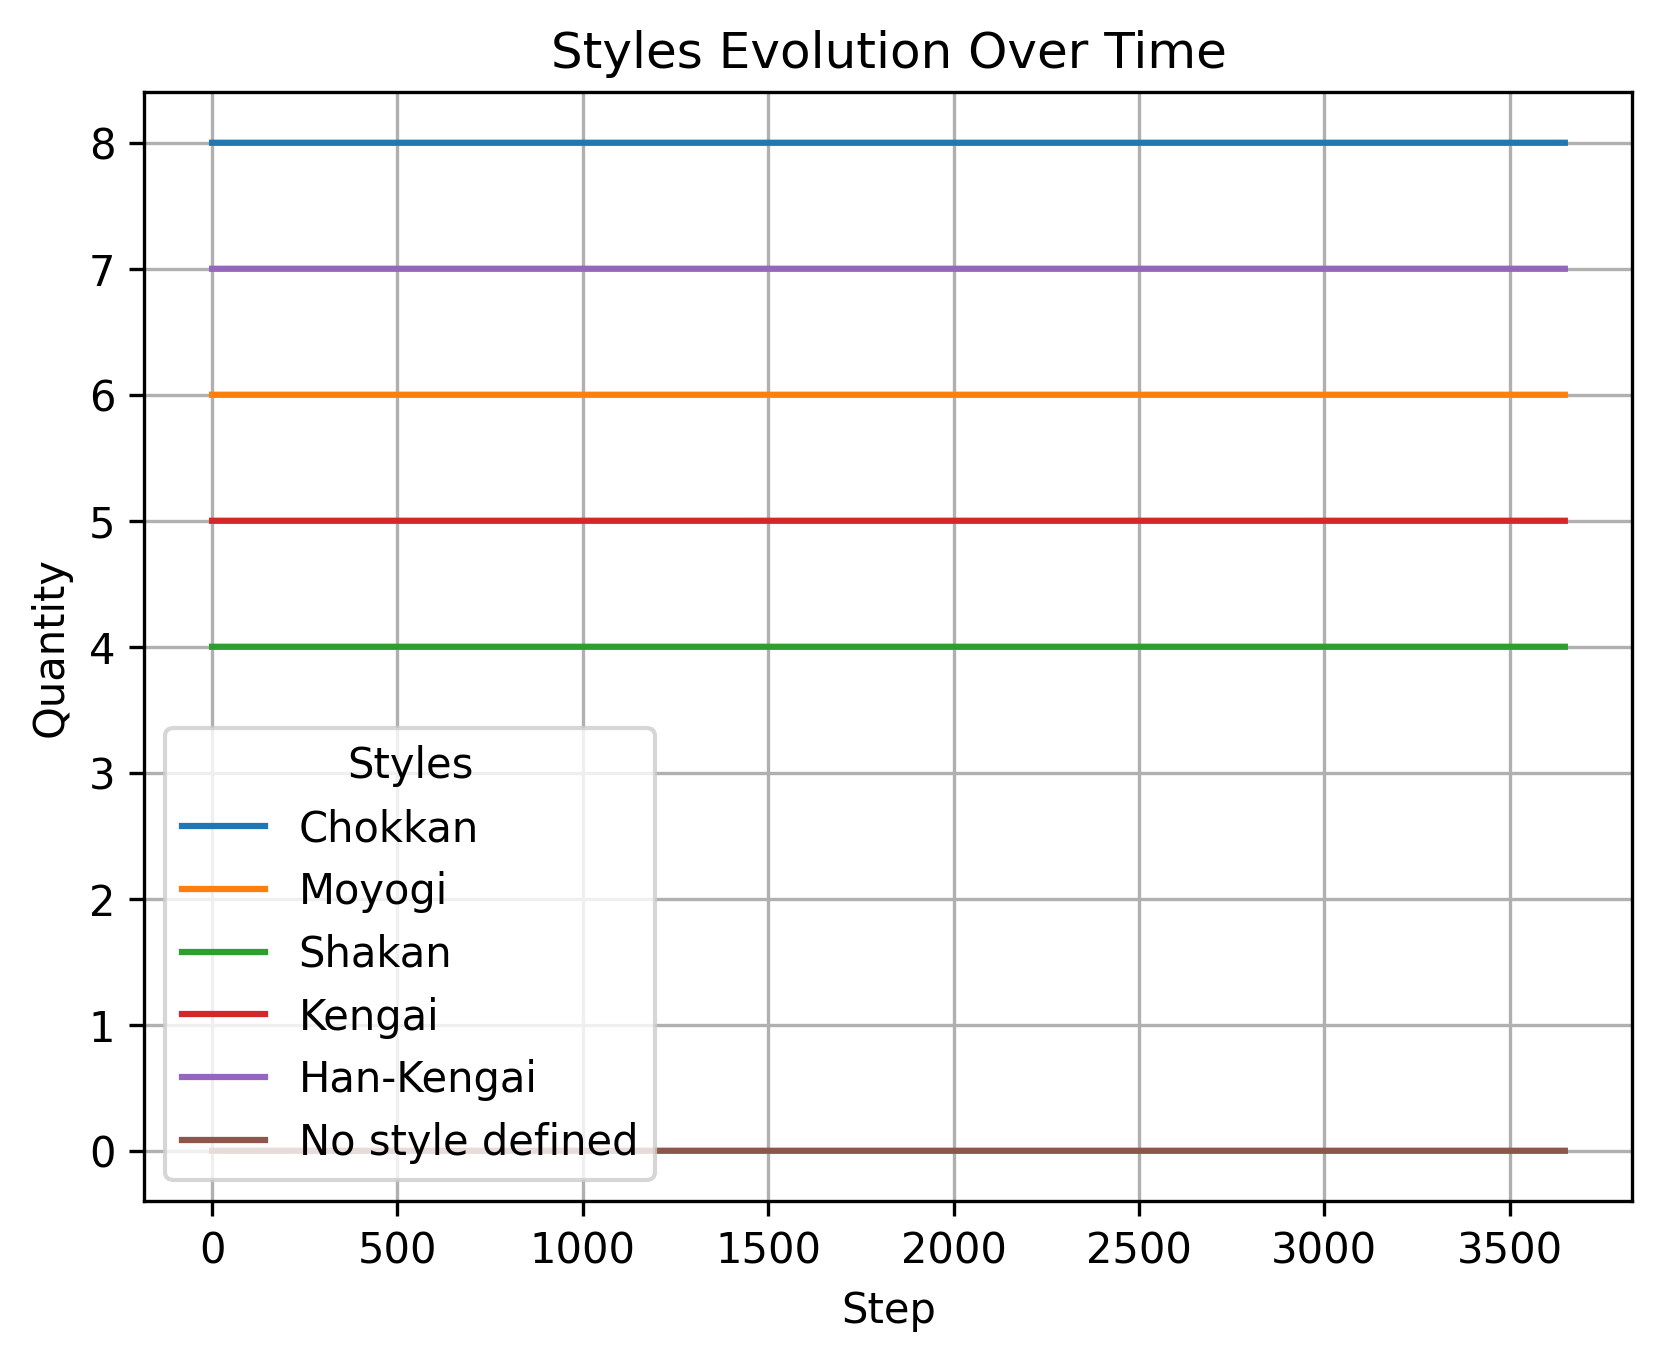 Styles Evolution Over Time
Quantity
8
7
6
5
4
3
2
1
0
Styles
Chokkan
Moyogi
Shakan
Kengai
Han-Kengai
No style defined
0 500 1000 1500 2000 2500 3000 3500
Step